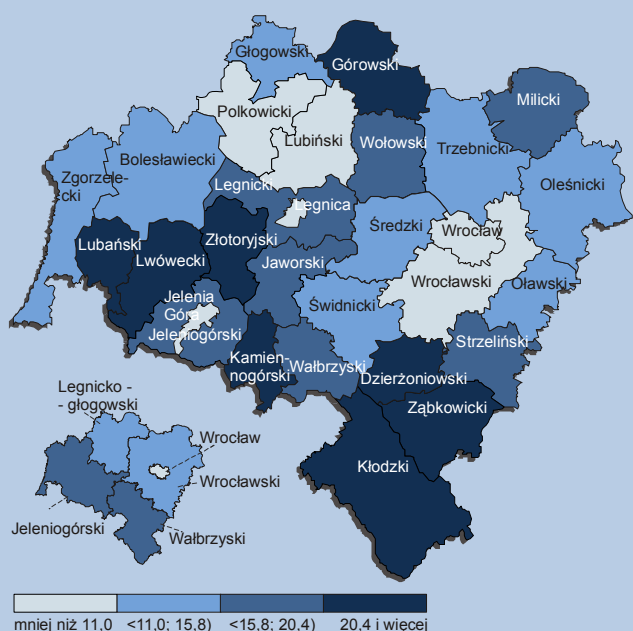 Głogowski
Górowski
Milicki
Polkowicki
Lubiński
Wołowski
Trzebnicki
Bolesławiecki
Zgorzele-
cki
Legnicki
Oleśnicki
Legnica
Średzki
Wrocław
Lubański
Złotoryjski
Lwówecki
Jaworski
Wrocławski
Oławski
Jelenia
Góra
Świdnicki
Jeleniogórski
Strzeliński
Kamien-
nogórski
Wałbrzyski
Dzierżoniowski
Ząbkowicki
Kłodzki
Legnicko -
- głogowski
Wrocław
Wrocławski
Jeleniogórski
Wałbrzyski
mniej niż 11,0 <11,0; 15,8) <15,8; 20,4) 20,4 i więcej